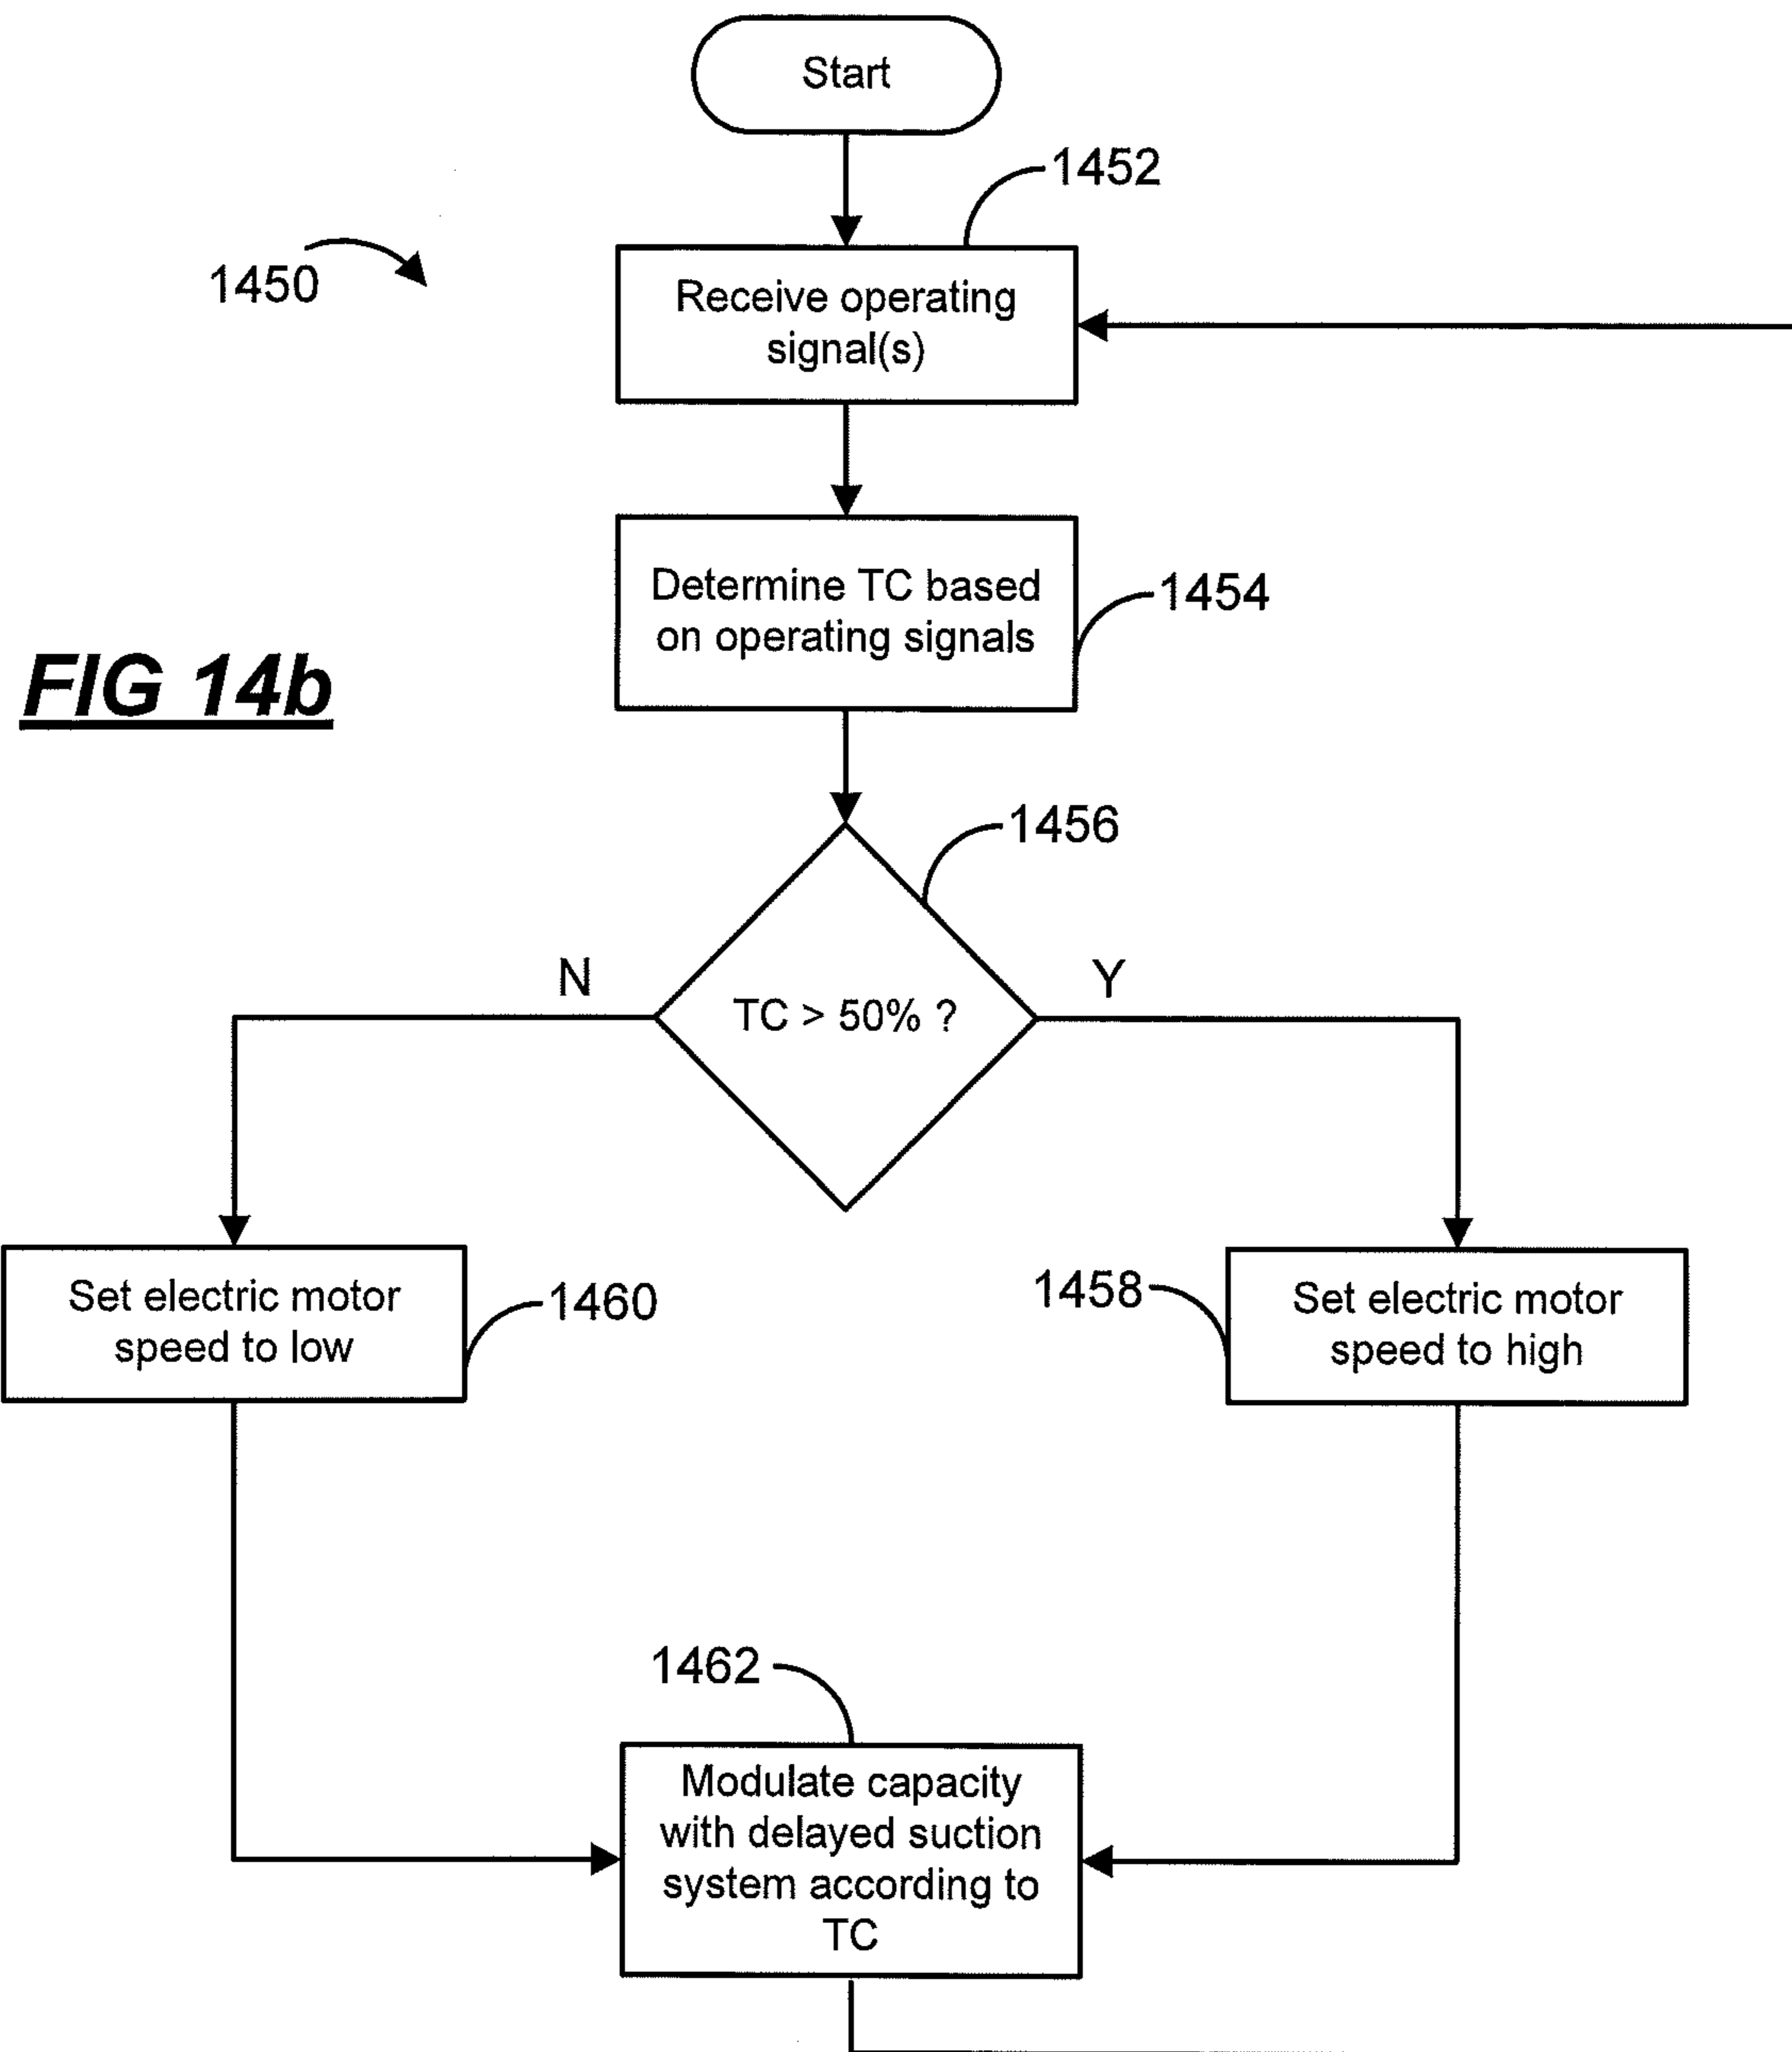 Start
1452
1450
Receive operating
signal(s)
Determine TC based
on operating signals
1454
FIG 14b
1456
N
Y
TC > 50% ?
Set electric motor
speed to low
1460
1458
Set electric motor
speed to high
1462
Modulate capacity
with delayed suction
system according to
TC